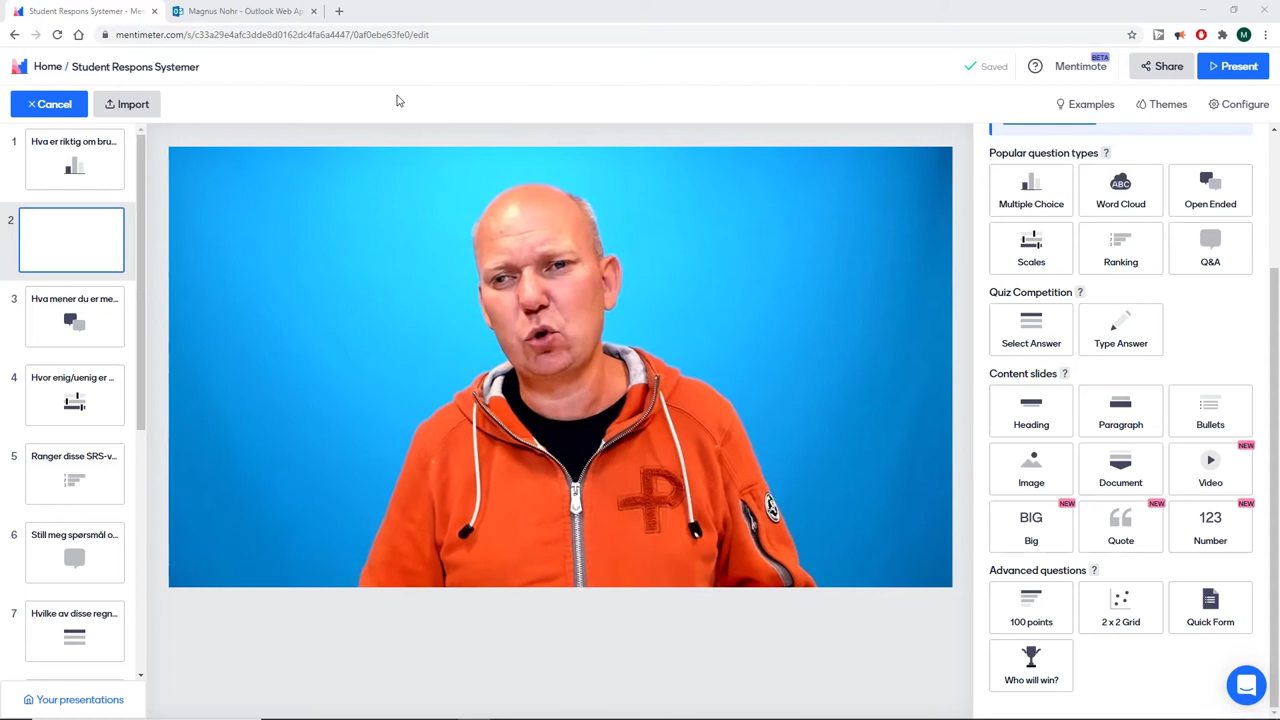 Student Respons Systemer - Me
Magnus Nohr - Outlook Web Ap
mentimeter.com/s/c33a29e4afc3dde8d0162dc4fa6a4447/0af0ebe63fe0/edit
M
Home / Student Respons Systemer
Saved
?
Mentimote
BETA
Share
Present
Cancel
Import
Examples
Themes
Configure
1
Hva er riktig om bru...
2
3
Hva mener du er me...
4
Hvor enig/uenig er ...
5
Ranger disse SRS-v...
6
Still meg spørsmål o...
7
Hvilke av disse regn...
Your presentations
Popular question types ?
Multiple Choice
ABC
Word Cloud
Open Ended
Scales
Ranking
Q&A
Quiz Competition ?
Select Answer
Type Answer
Content slides ?
Heading
Paragraph
Bullets
Image
Document
NEW
Video
NEW
BIG
Big
NEW
Quote
NEW
123
Number
Advanced questions ?
100 points
2 x 2 Grid
Quick Form
Who will win?